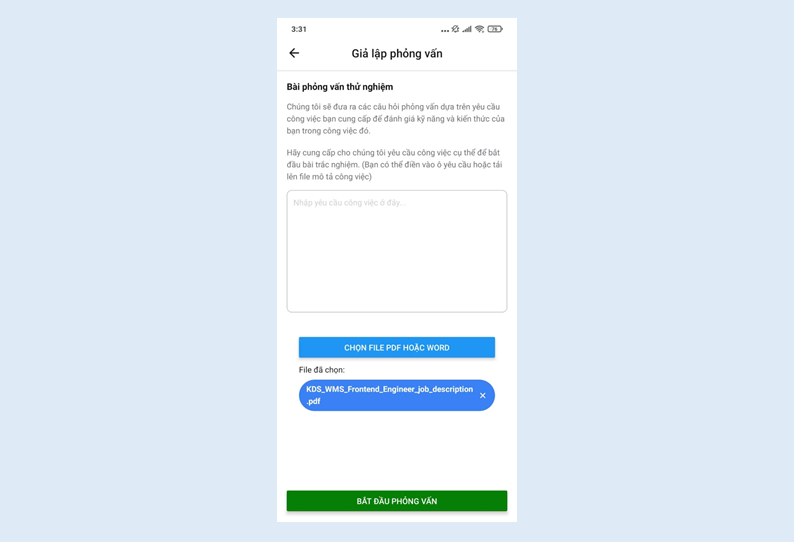 3:31
76
Giả lập phỏng vấn
Bài phỏng vấn thử nghiệm
Chúng tôi sẽ đưa ra các câu hỏi phỏng vấn dựa trên yêu cầu
công việc bạn cung cấp để đánh giá kỹ năng và kiến thức của
bạn trong công việc đó.
Hãy cung cấp cho chúng tôi yêu cầu công việc cụ thể để bắt
đầu bài trắc nghiệm. (Bạn có thể điền vào ô yêu cầu hoặc tải
lên file mô tả công việc)
Nhập yêu cầu công việc ở đây...
CHỌN FILE PDF HOẶC WORD
File đã chọn:
KDS_WMS_Frontend_Engineer_job_description
.pdf
BẮT ĐẦU PHỎNG VẤN